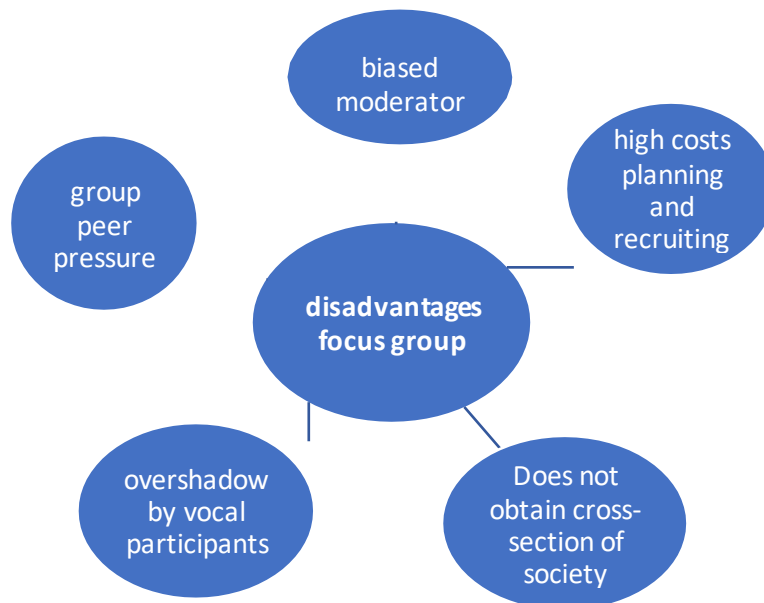 biased
moderator
high costs
planning
and
recruiting
group
peer
pressure
disadvantages
focus group
overshadow
by vocal
participants
Does not
obtain cross-
section of
society